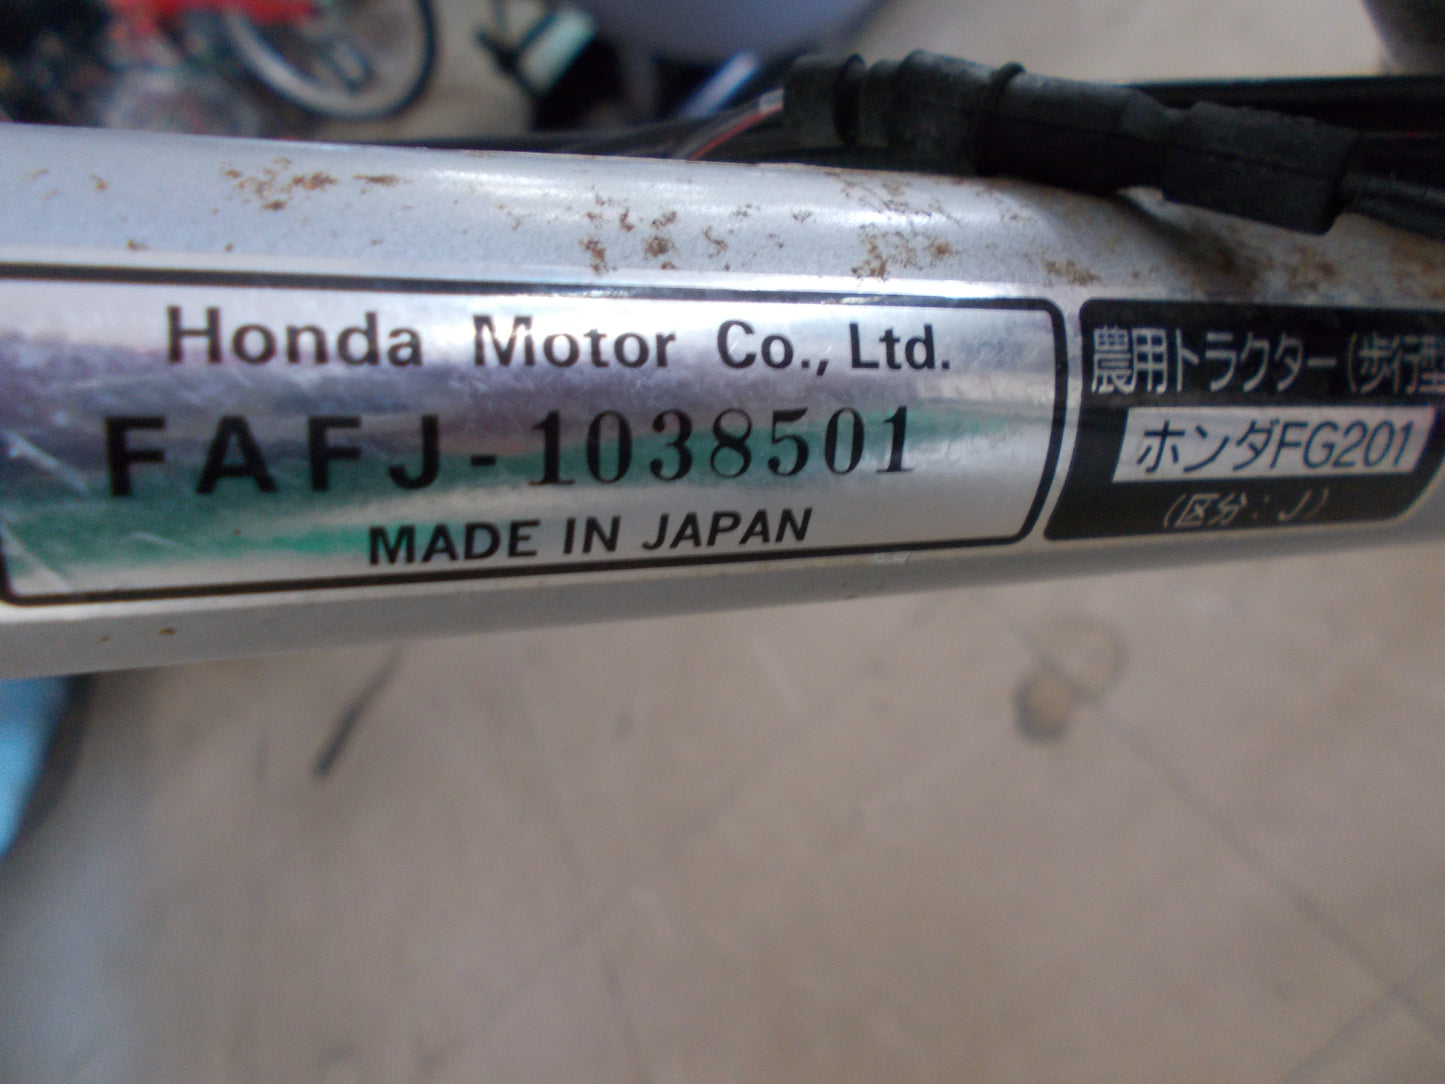 Honda Motor Co., Ltd.
FAFJ-1038501
MADE IN JAPAN
農用トラクター(歩行型
ホンダFG201
(区分:J)